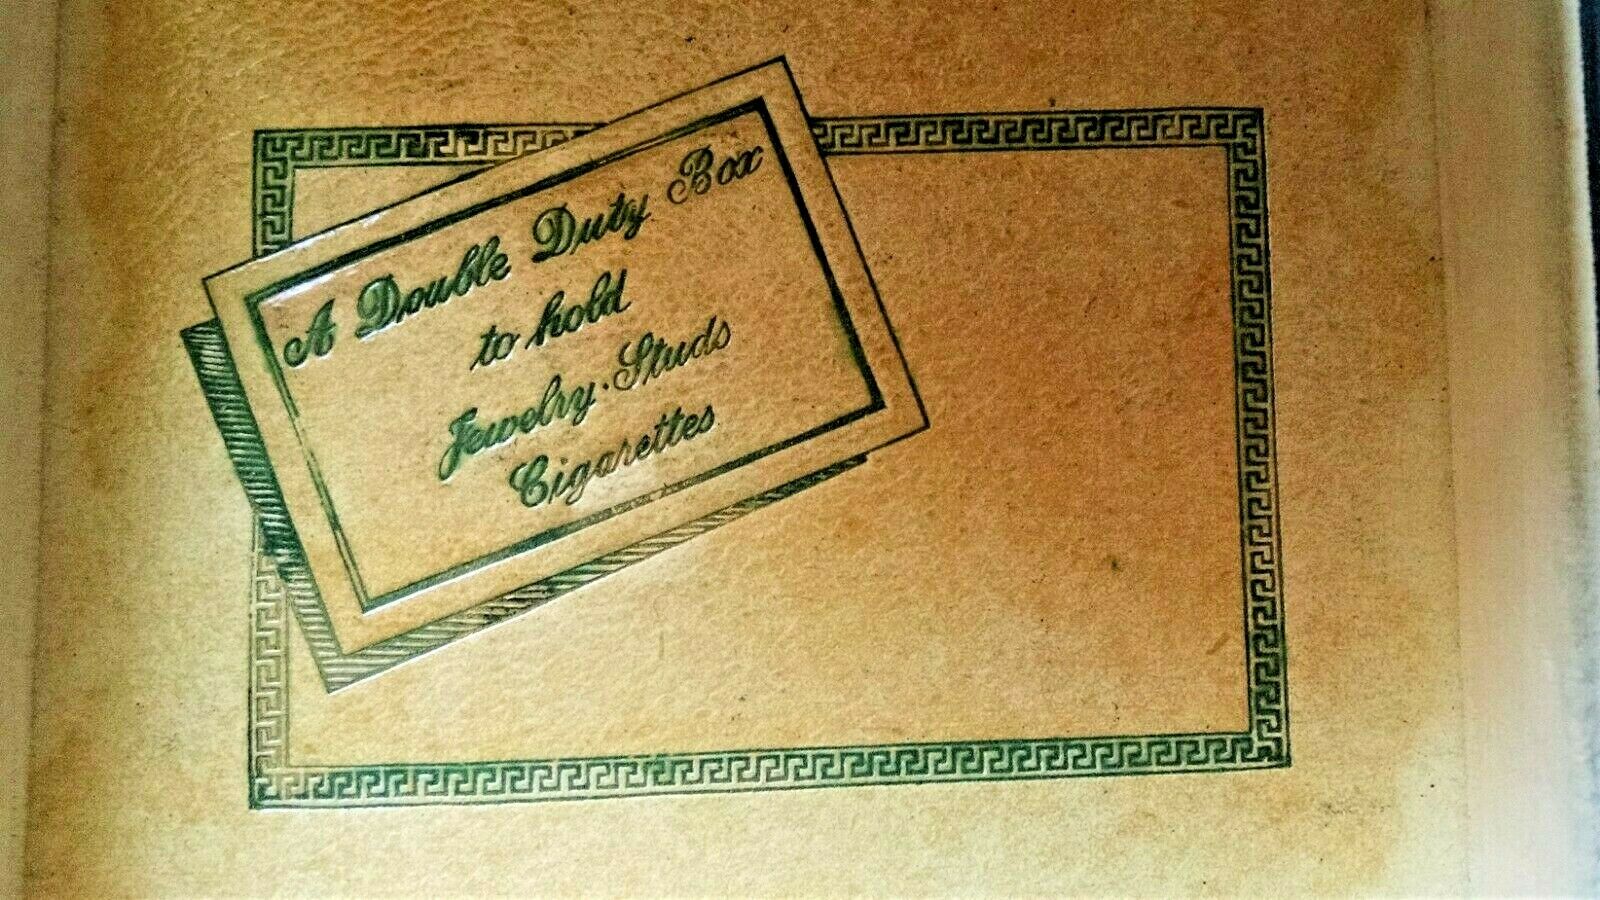 A Double Duty Box
to hold
Jewelry · Studs
Cigarettes